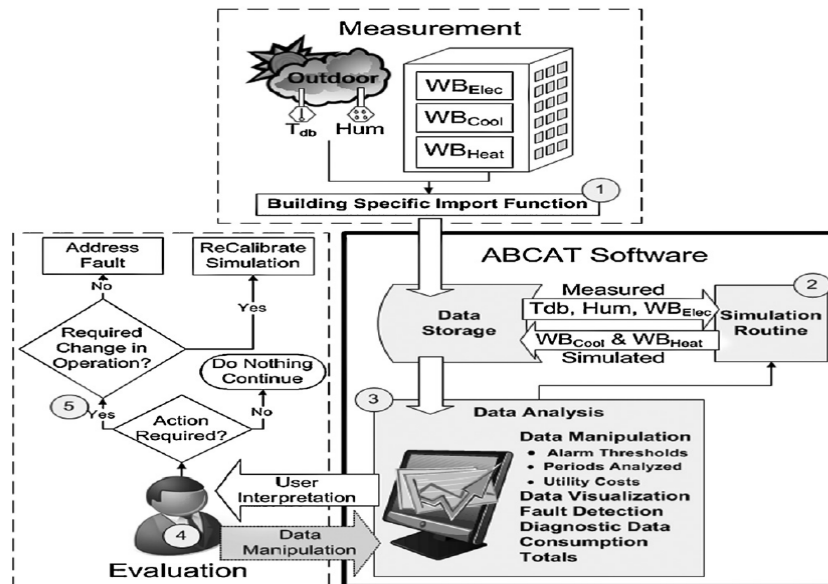 Measurement
Outdoor
Tdb
Hum
WBElec
WBCool
WBHeat
Building Specific Import Function
1
ABCAT Software
Data
Storage
Measured
Tdb, Hum, WBElec
WBCool & WBHeat
Simulated
2
Simulation
Routine
3
Data Analysis
Data Manipulation
• Alarm Thresholds
• Periods Analyzed
• Utility Costs
Data Visualization
Fault Detection
Diagnostic Data
Consumption
Totals
User
Interpretation
Data
Manipulation
4
Evaluation
Action
Required?
No
Do Nothing
Continue
5
Yes
Required
Change in
Operation?
No
Address
Fault
Yes
ReCalibrate
Simulation